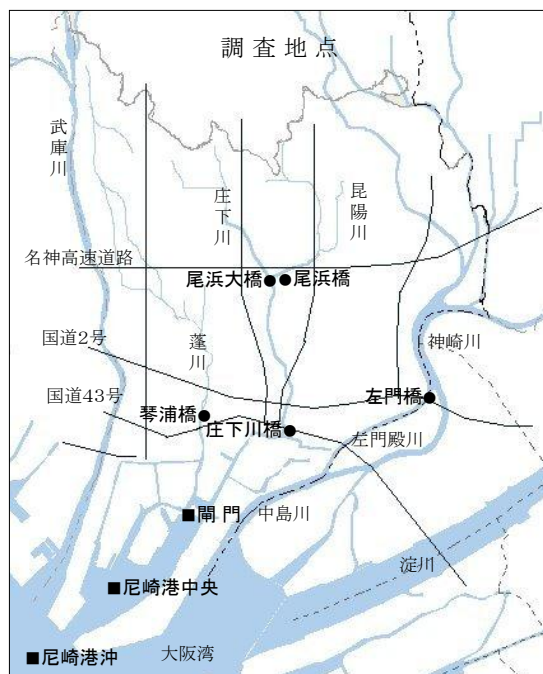 調査地点
武庫川
庄下川
昆陽川
名神高速道路
尾浜大橋●
●尾浜橋
国道2号
蓬川
神崎川
国道43号
琴浦橋
左門橋
庄下川橋
左門殿川
■閘門
中島川
淀川
■尼崎港中央
■尼崎港沖
大阪湾